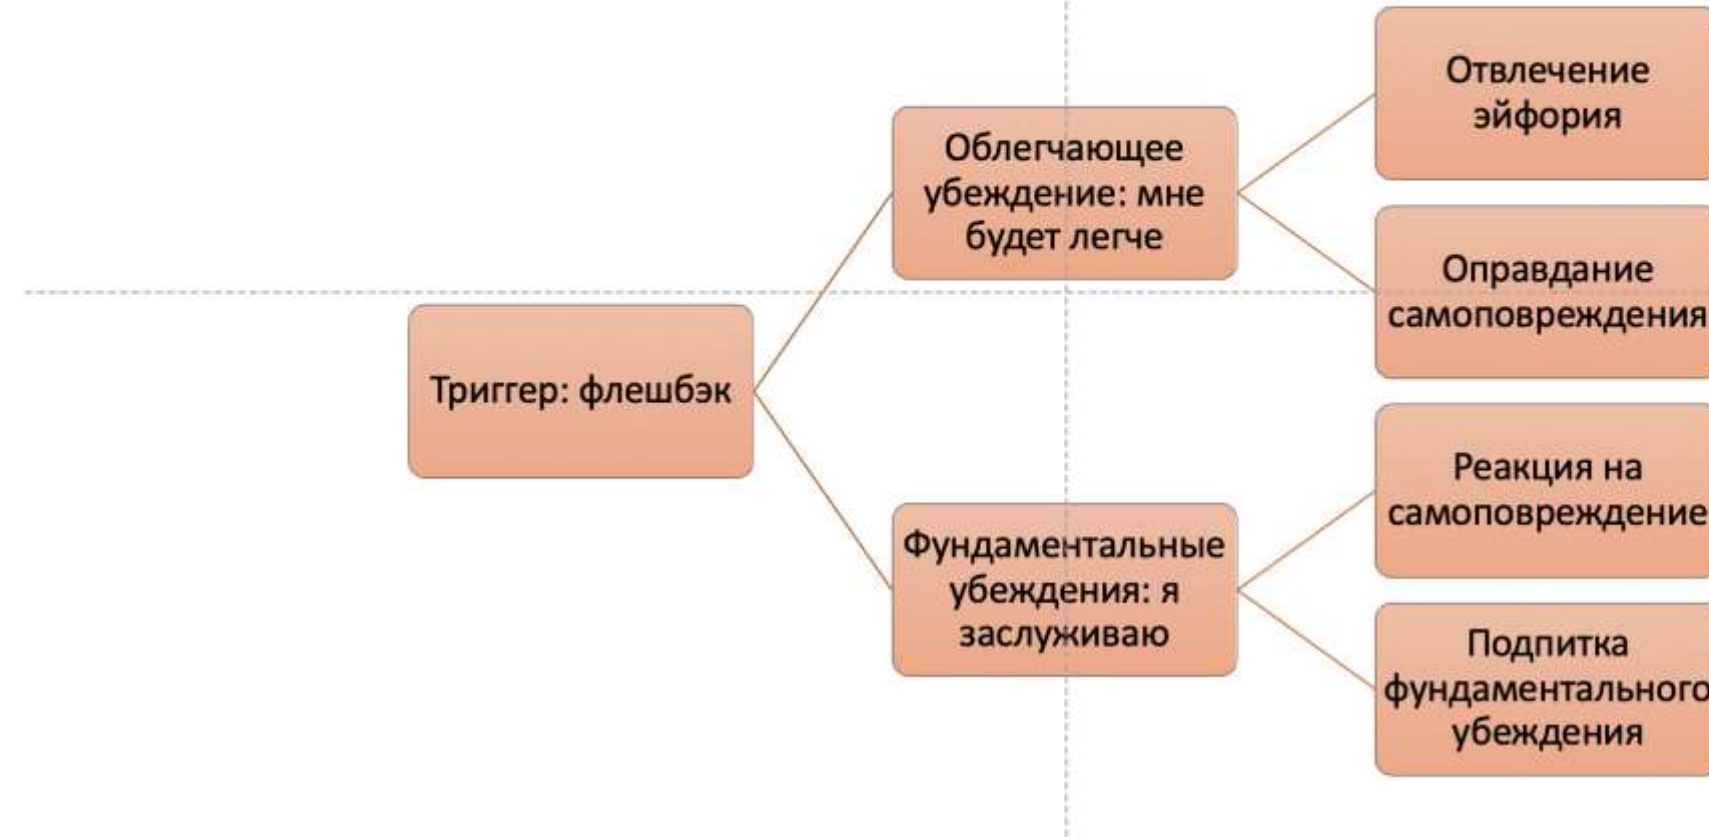 Триггер: флешбэк
Облегчающее
убеждение: мне
будет легче
Отвлечение
эйфория
Оправдание
самоповреждения
Фундаментальные
убеждения: я
заслуживаю
Реакция на
самоповреждение
Подпитка
фундаментального
убеждения